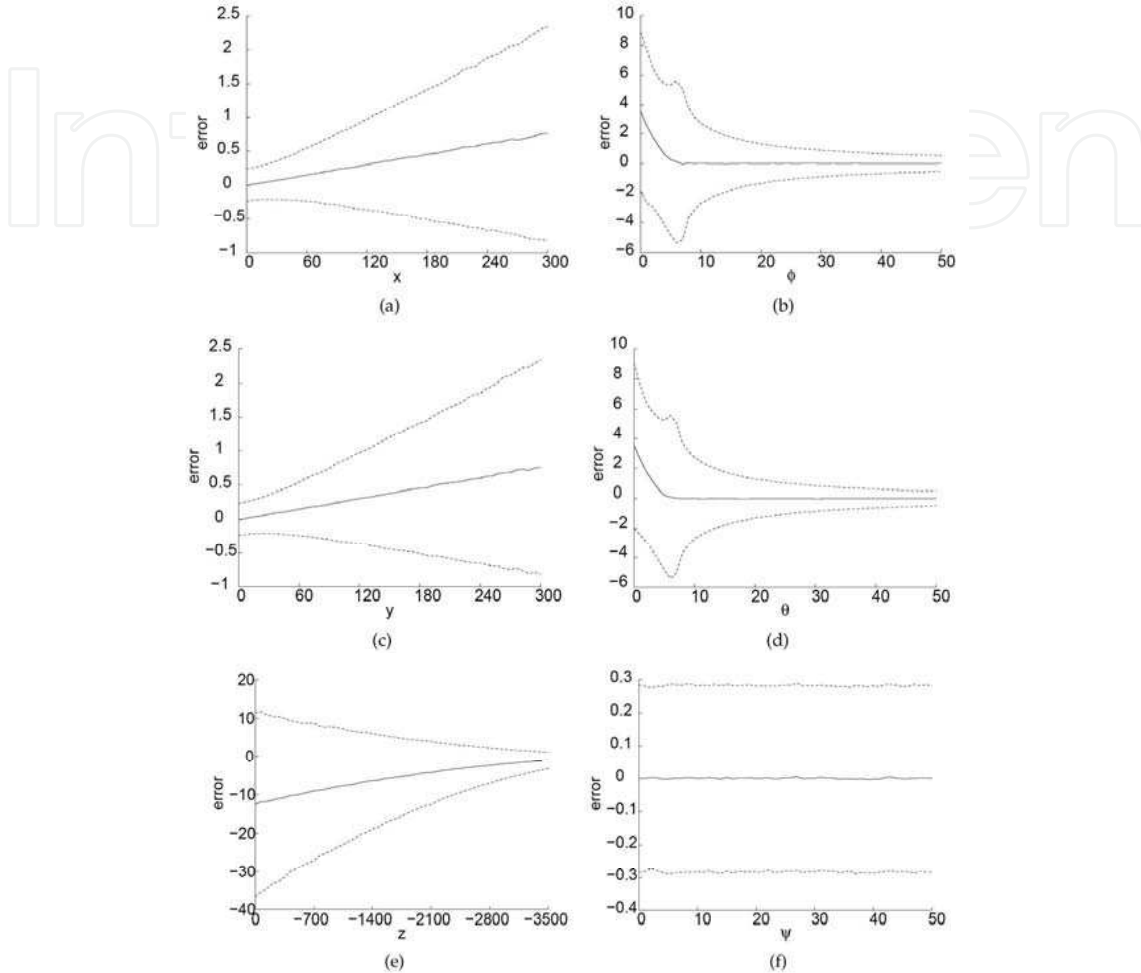 2.5
2
1.5
1
0.5
0
−0.5
−1
error
0 60 120 180 240 300
x
(a)
10
8
6
4
2
0
−2
−4
−6
error
0 10 20 30 40 50
ϕ
(b)
2.5
2
1.5
1
0.5
0
−0.5
−1
error
0 60 120 180 240 300
y
(c)
10
8
6
4
2
0
−2
−4
−6
error
0 10 20 30 40 50
θ
(d)
20
10
0
−10
−20
−30
−40
error
0 −700 −1400 −2100 −2800 −3500
z
(e)
0.3
0.2
0.1
0
−0.1
−0.2
−0.3
−0.4
error
0 10 20 30 40 50
ψ
(f)